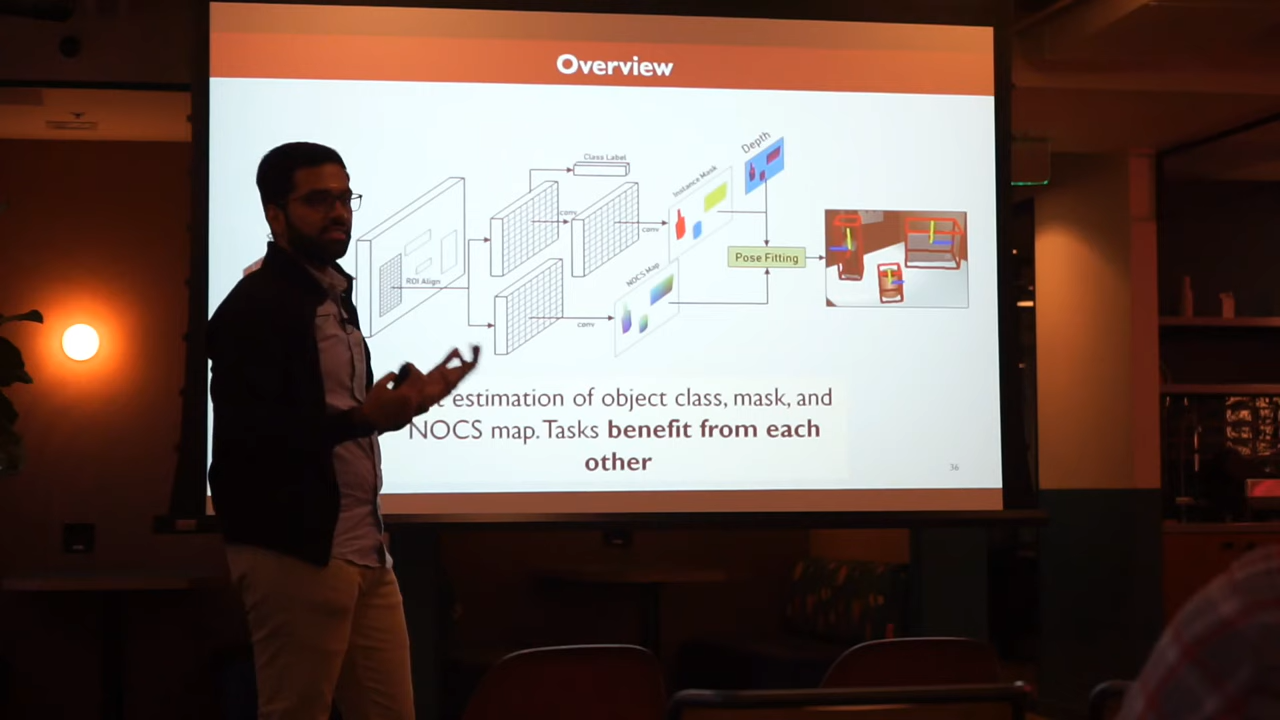 Overview
Class Label
conv
conv
Instance Mask
Depth
ROI Align
NOCS Map
conv
Pose Fitting
estimation of object class, mask, and
NOCS map. Tasks benefit from each
other
36